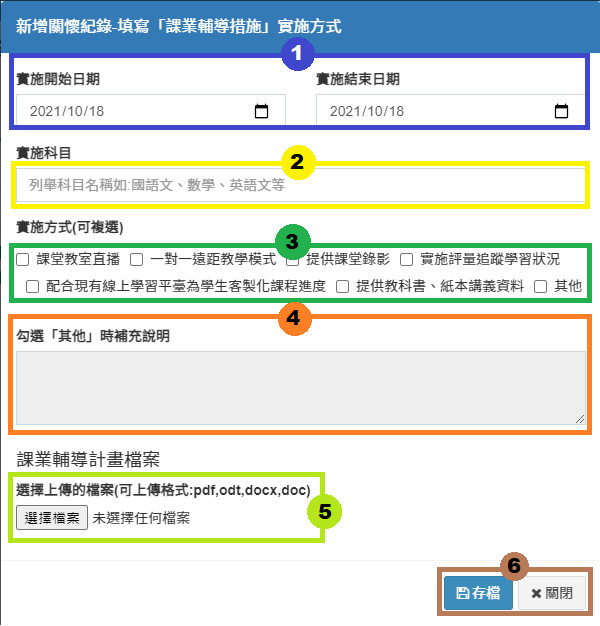 新增關懷紀錄-填寫「課業輔導措施」實施方式
1
實施開始日期 實施結束日期
2021/10/18 2021/10/18
實施科目
2
列舉科目名稱如:國語文、數學、英語文等
實施方式(可複選)
3
課堂教室直播 一對一遠距教學模式 提供課堂錄影 實施評量追蹤學習狀況
配合現有線上學習平臺為學生客製化課程進度 提供教科書、紙本講義資料 其他
4
勾選「其他」時補充說明
課業輔導計畫檔案
選擇上傳的檔案(可上傳格式:pdf,odt,docx,doc)
5
選擇檔案 未選擇任何檔案
6
存檔 關閉